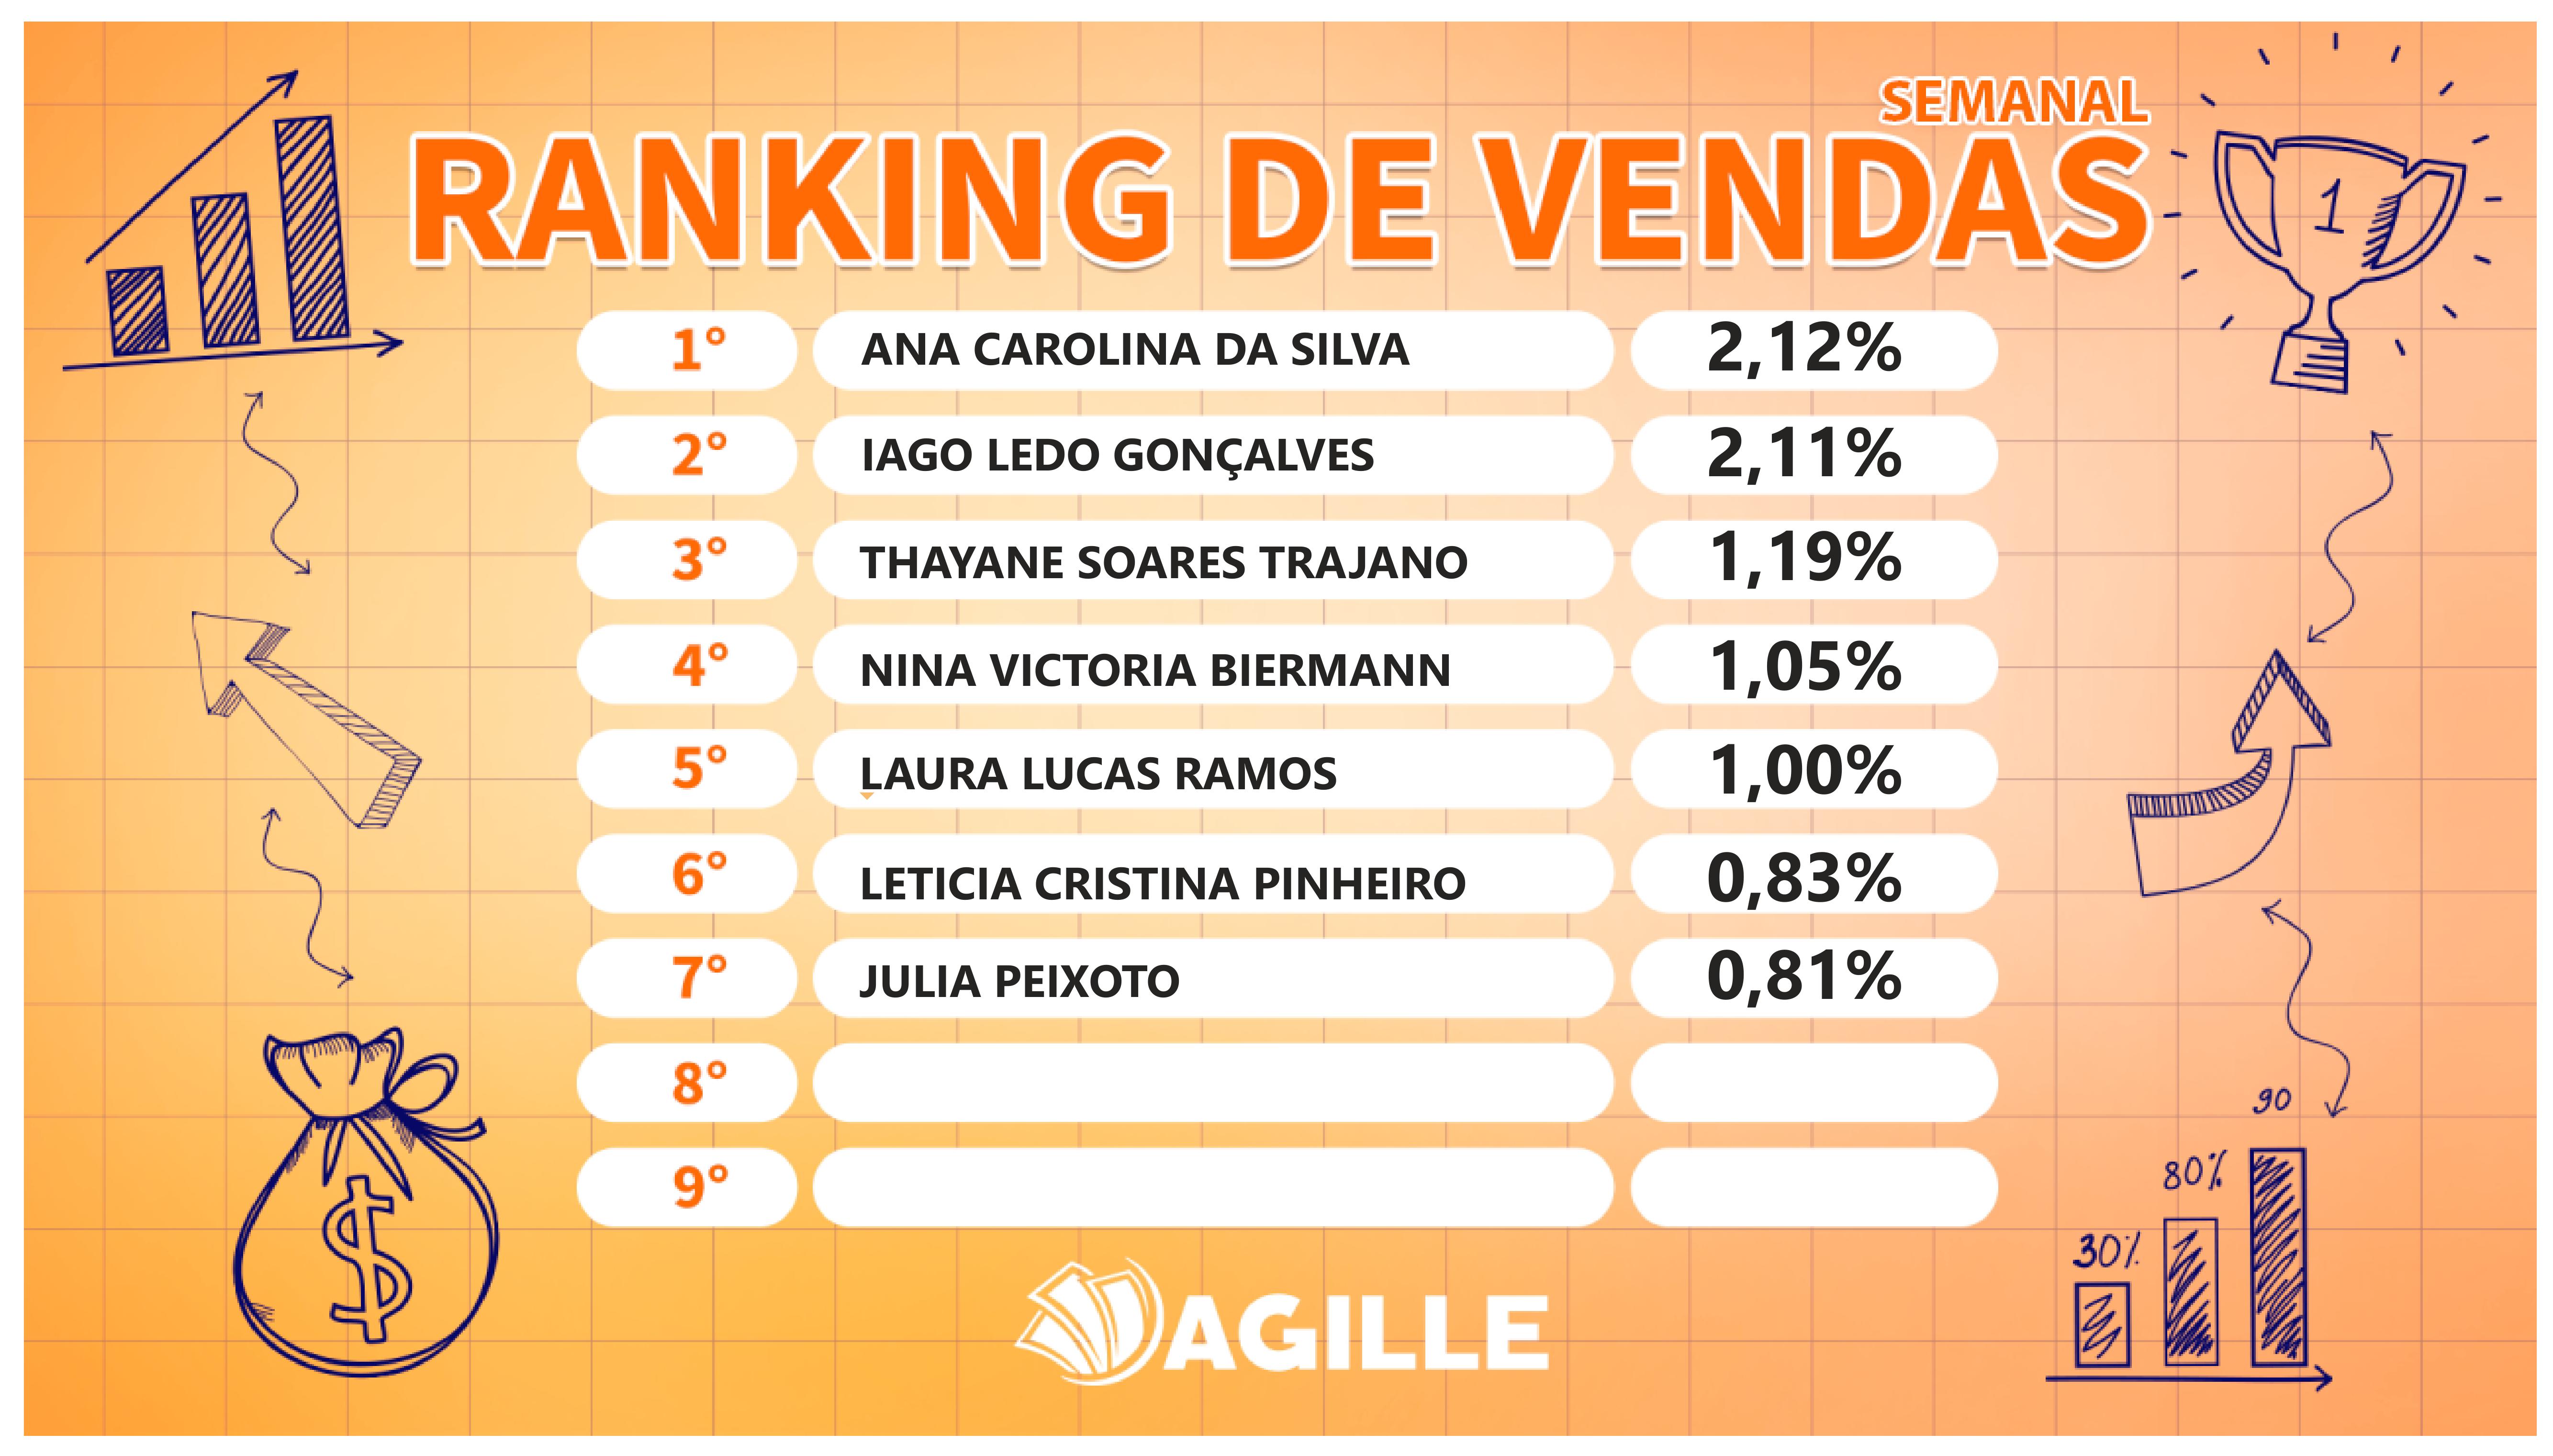 SEMANAL
RANKING DE VENDAS
1
1° ANA CAROLINA DA SILVA 2,12%
2° IAGO LEDO GONÇALVES 2,11%
3° THAYANE SOARES TRAJANO 1,19%
4° NINA VICTORIA BIERMANN 1,05%
5° LAURA LUCAS RAMOS 1,00%
6° LETICIA CRISTINA PINHEIRO 0,83%
7° JULIA PEIXOTO 0,81%
8°
9°
$
30%
80%
90
AGILLE